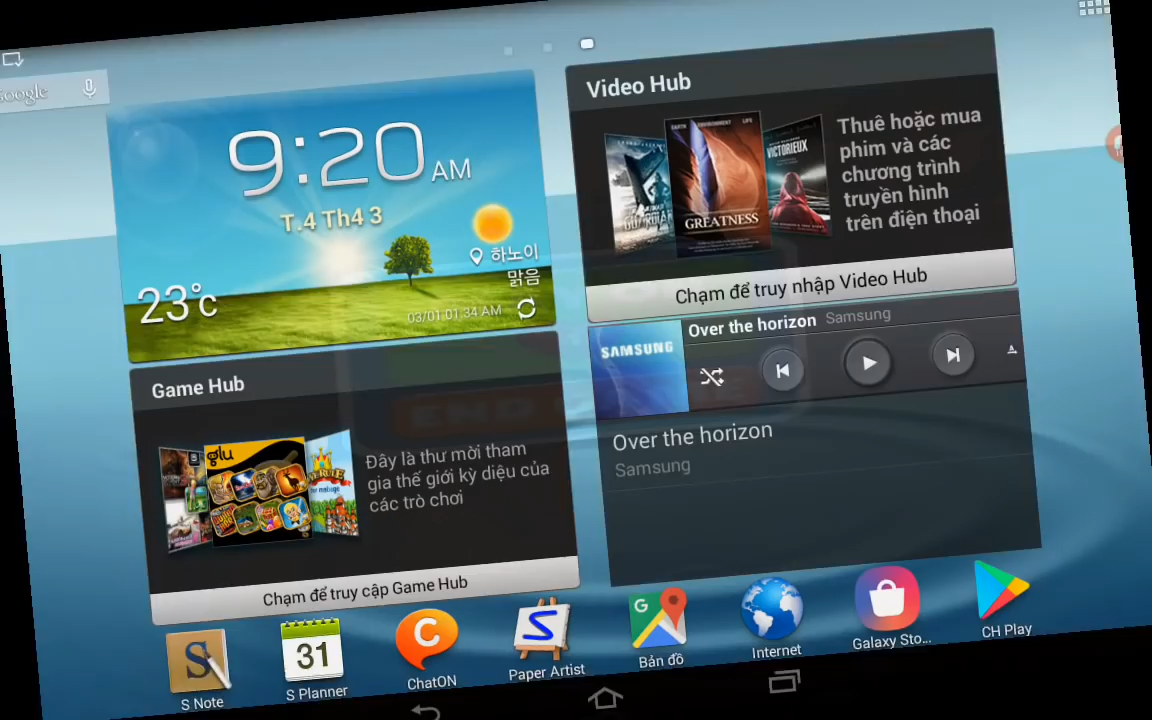 Google
9:20 AM
T.4 Th4 3
하노이
맑음
23°c
03/01,01,34 AM
Video Hub
EARTH ENVIRONMENT LIFE
GREATNESS
VICTORIEUX
Thuê hoặc mua
phim và các
chương trình
truyền hình
trên điện thoại
Chạm để truy nhập Video Hub
SAMSUNG
Over the horizon Samsung
Over the horizon
Samsung
Game Hub
glu
Đây là thư mời tham
gia thế giới kỳ diệu của
các trò chơi
Chạm để truy cập Game Hub
S
31
C
S
G
S Note
S Planner
ChatON
Paper Artist
Bản đồ
Internet
Galaxy Sto...
CH Play